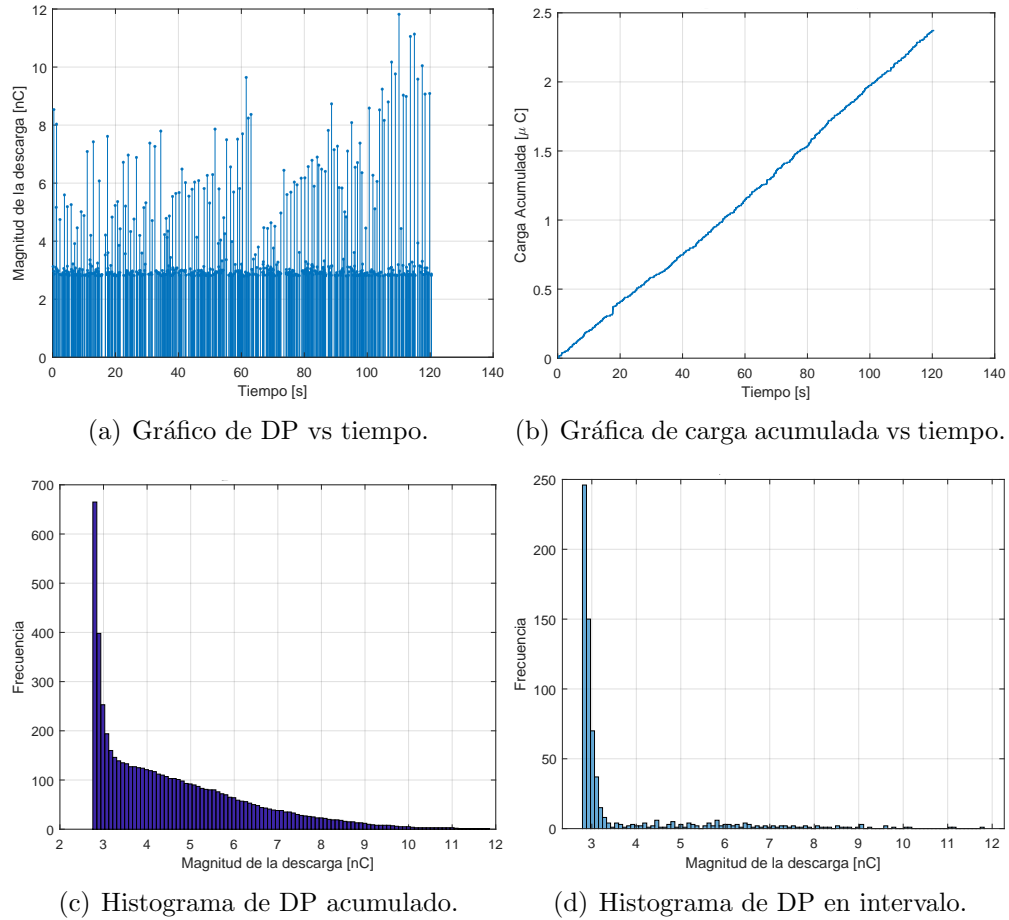 12
10
8
6
4
2
0
Magnitud de la descarga [nC]
0 20 40 60 80 100 120 140
Tiempo [s]
(a) Gráfico de DP vs tiempo.
2.5
2
1.5
1
0.5
0
Carga Acumulada [μ C]
0 20 40 60 80 100 120 140
Tiempo [s]
(b) Gráfica de carga acumulada vs tiempo.
700
600
500
400
300
200
100
0
Frecuencia
2 3 4 5 6 7 8 9 10 11 12
Magnitud de la descarga [nC]
(c) Histograma de DP acumulado.
250
200
150
100
50
0
Frecuencia
3 4 5 6 7 8 9 10 11 12
Magnitud de la descarga [nC]
(d) Histograma de DP en intervalo.